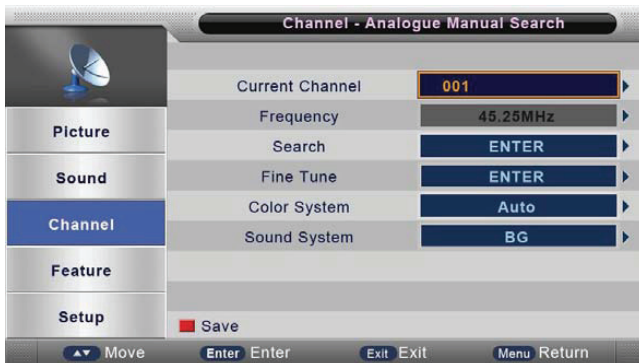 Channel - Analogue Manual Search
Picture
Sound
Channel
Feature
Setup
Current Channel 001
Frequency 45.25MHz
Search ENTER
Fine Tune ENTER
Color System Auto
Sound System BG
Save
Move Enter Enter Exit Exit Menu Return